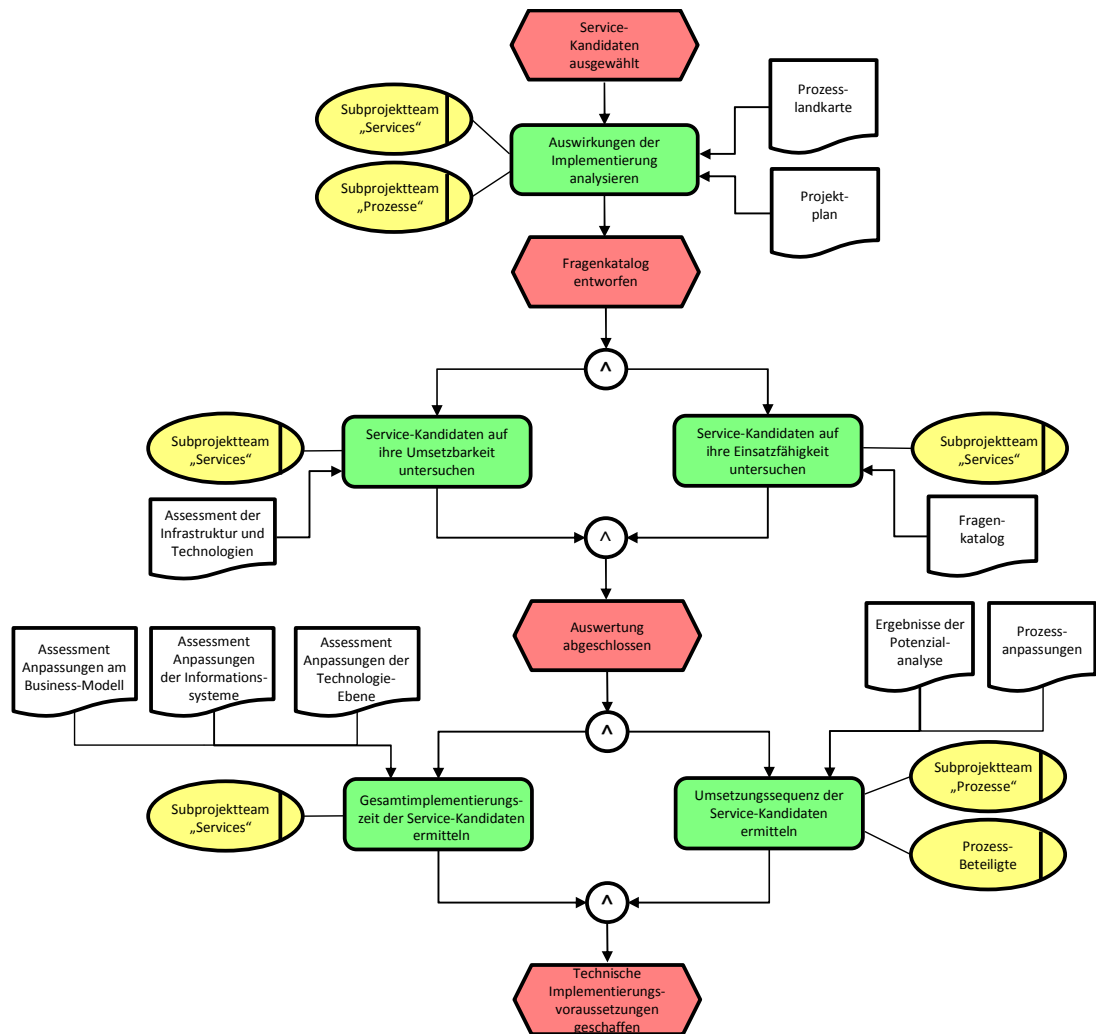 Service-
Kandidaten
ausgewählt
Prozess-
landkarte
Subprojektteam
„Services“
Auswirkungen der
Implementierung
analysieren
Subprojektteam
„Prozesse“
Projekt-
plan
Fragenkatalog
entworfen
^
Subprojektteam
„Services“
Service-Kandidaten auf
ihre Umsetzbarkeit
untersuchen
Service-Kandidaten auf
ihre Einsatzfähigkeit
untersuchen
Subprojektteam
„Services“
Assessment der
Infrastruktur und
Technologien
^
Fragen-
katalog
Assessment
Anpassungen am
Business-Modell
Assessment
Anpassungen
der Informations-
systeme
Assessment
Anpassungen der
Technologie-
Ebene
Auswertung
abgeschlossen
Ergebnisse der
Potenzial-
analyse
Prozess-
anpassungen
^
Subprojektteam
„Services“
Gesamtimplementierungs-
zeit der Service-Kandidaten
ermitteln
Umsetzungssequenz der
Service-Kandidaten
ermitteln
Subprojektteam
„Prozesse“
Prozess-
Beteiligte
^
Technische
Implementierungs-
voraussetzungen
geschaffen